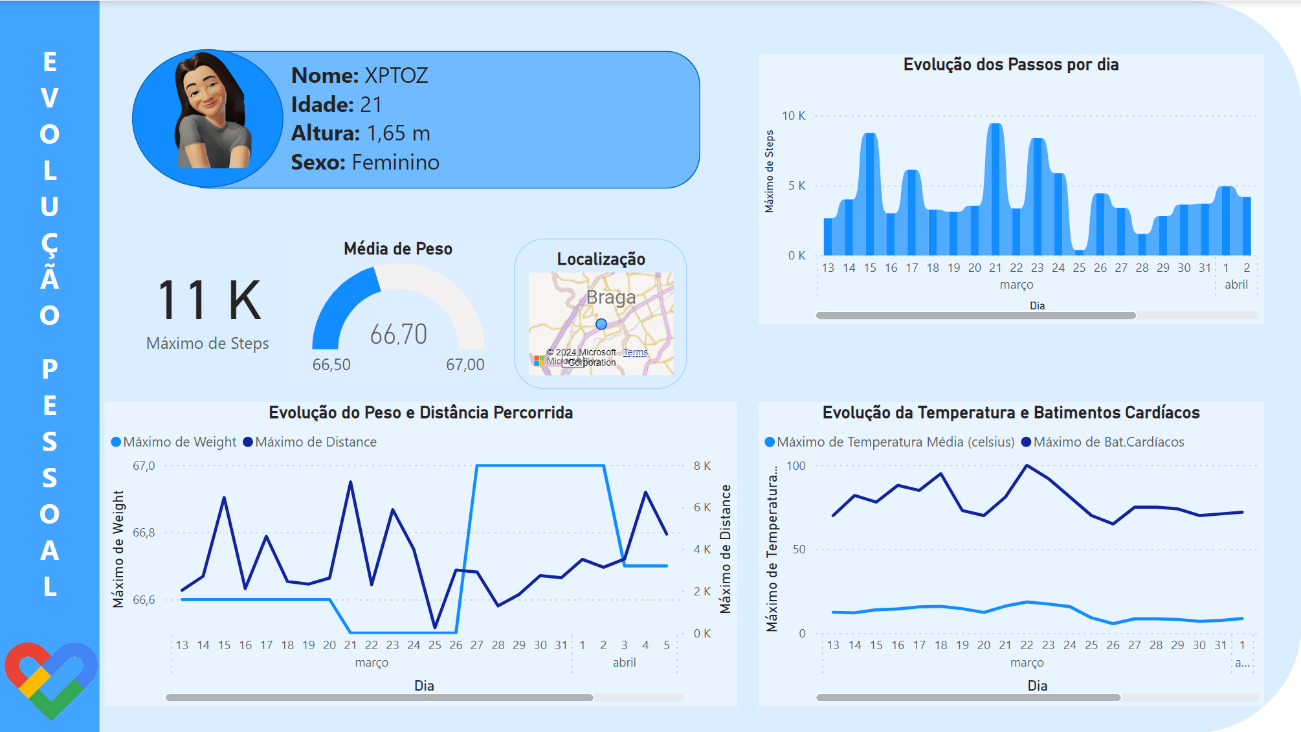 EVOLUÇÃO PESSOAL
Nome: XPTOZ
Idade: 21
Altura: 1,65 m
Sexo: Feminino
11 K
Máximo de Steps
Média de Peso
66,70
66,50
67,00
Localização
Braga
© 2024 Microsoft Terms
Corporation
Evolução dos Passos por dia
Máximo de Steps
10 K
5 K
0 K
13 14 15 16 17 18 19 20 21 22 23 24 25 26 27 28 29 30 31 1 2
março abril
Dia
Evolução do Peso e Distância Percorrida
Máximo de Weight Máximo de Distance
Máximo de Weight
67,0
66,8
66,6
8 K
6 K
4 K
2 K
0 K
Máximo de Distance
13 14 15 16 17 18 19 20 21 22 23 24 25 26 27 28 29 30 31 1 2 3 4 5
março abril
Dia
Evolução da Temperatura e Batimentos Cardíacos
Máximo de Temperatura Média (celsius) Máximo de Bat.Cardíacos
Máximo de Temperatura...
100
50
0
13 14 15 16 17 18 19 20 21 22 23 24 25 26 27 28 29 30 31 1
março a...
Dia